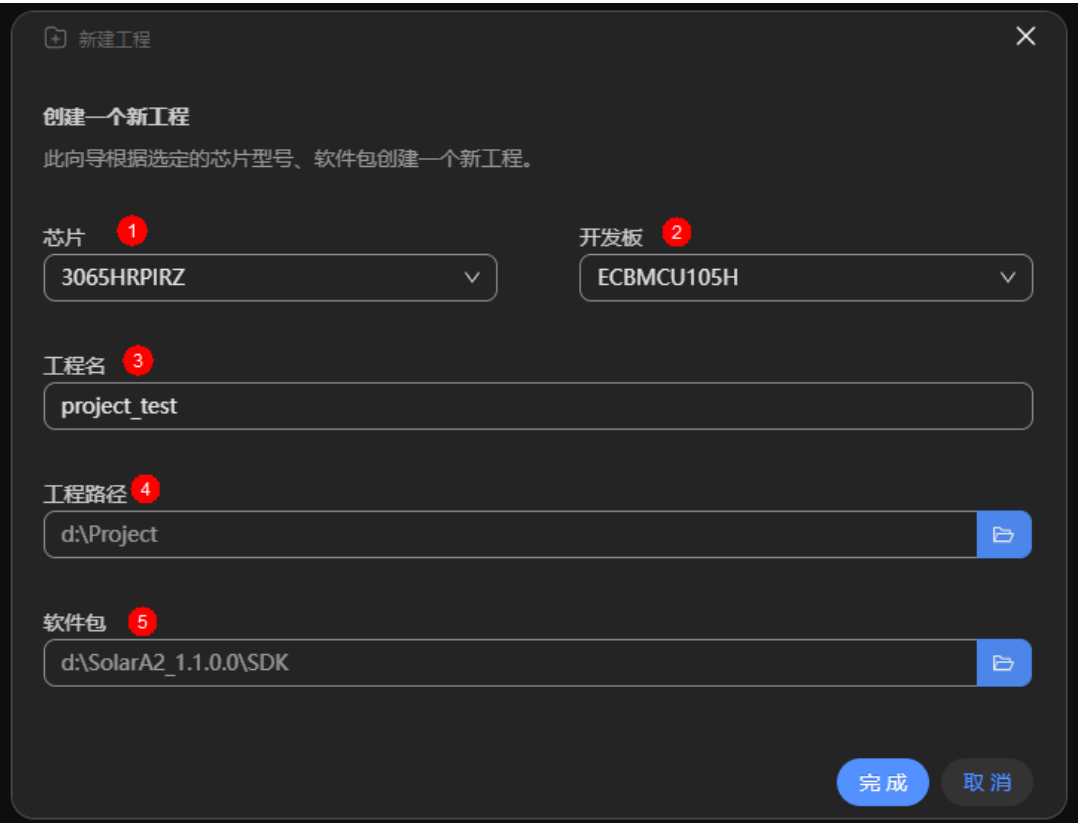 新建工程
创建一个新工程
此向导根据选定的芯片型号、软件包创建一个新工程。
芯片 1
开发板 2
3065HRPIRZ
ECBMCU105H
工程名 3
project_test
工程路径 4
d:\Project
软件包 5
d:\SolarA2_1.1.0.0\SDK
完成
取消